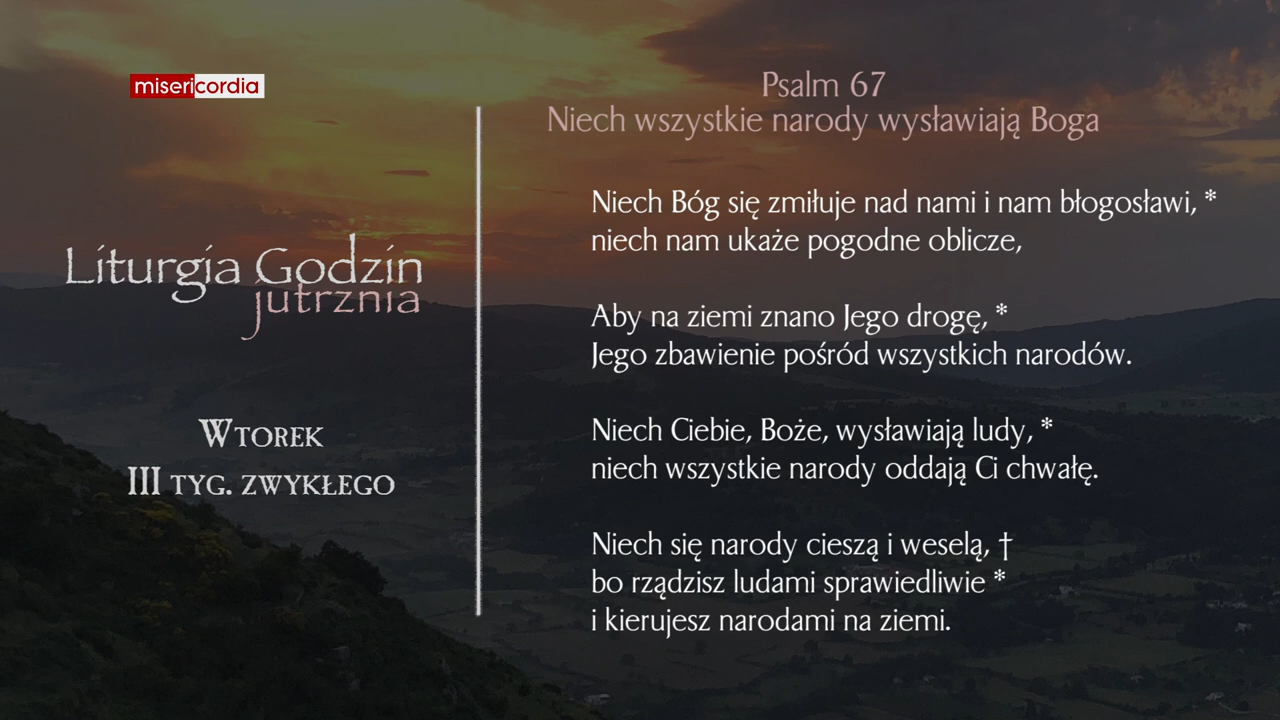 misericordia
Liturgia Godzin
jutrznia
Wtorek
III tyg. zwykłego
Psalm 67
Niech wszystkie narody wysławiają Boga
Niech Bóg się zmiłuje nad nami i nam błogosławi, *
niech nam ukaże pogodne oblicze,
Aby na ziemi znano Jego drogę, *
Jego zbawienie pośród wszystkich narodów.
Niech Ciebie, Boże, wysławiają ludy, *
niech wszystkie narody oddają Ci chwałę.
Niech się narody cieszą i weselą, †
bo rządzisz ludami sprawiedliwie *
i kierujesz narodami na ziemi.